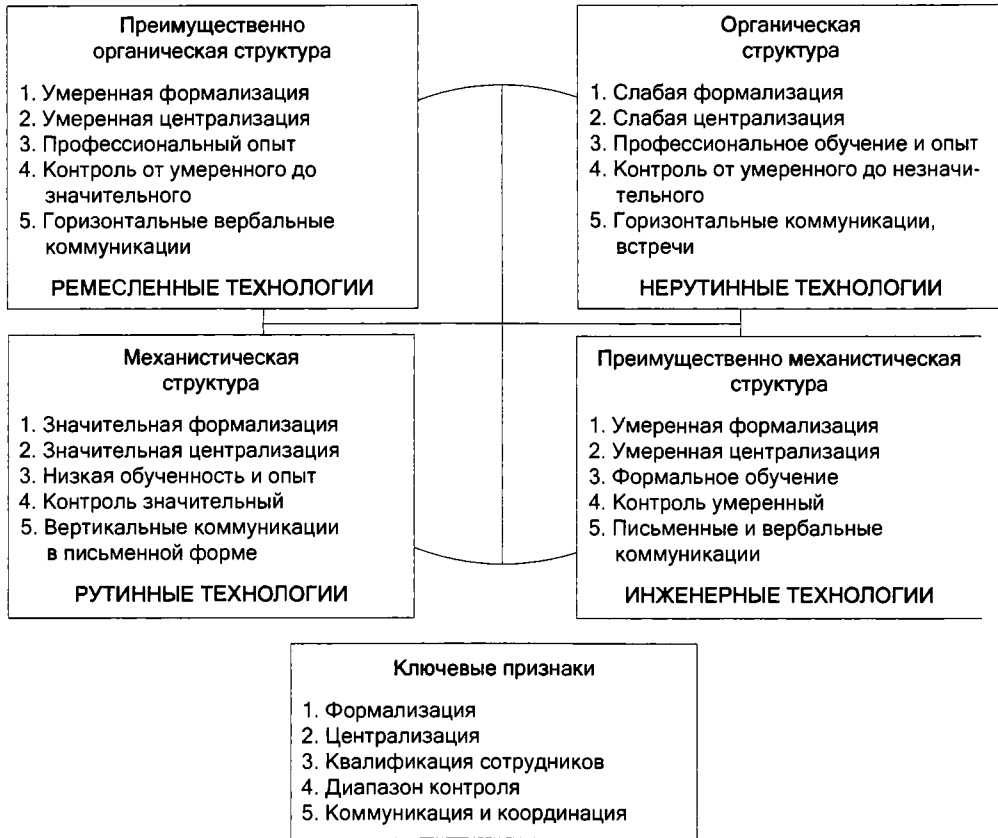 Преимущественно
органическая структура
1. Умеренная формализация
2. Умеренная централизация
3. Профессиональный опыт
4. Контроль от умеренного до
значительного
5. Горизонтальные вербальные
коммуникации
РЕМЕСЛЕННЫЕ ТЕХНОЛОГИИ
Органическая
структура
1. Слабая формализация
2. Слабая централизация
3. Профессиональное обучение и опыт
4. Контроль от умеренного до незначи-
тельного
5. Горизонтальные коммуникации,
встречи
НЕРУТИННЫЕ ТЕХНОЛОГИИ
Механистическая
структура
1. Значительная формализация
2. Значительная централизация
3. Низкая обученность и опыт
4. Контроль значительный
5. Вертикальные коммуникации
в письменной форме
РУТИННЫЕ ТЕХНОЛОГИИ
Преимущественно механистическая
структура
1. Умеренная формализация
2. Умеренная централизация
3. Формальное обучение
4. Контроль умеренный
5. Письменные и вербальные
коммуникации
ИНЖЕНЕРНЫЕ ТЕХНОЛОГИИ
Ключевые признаки
1. Формализация
2. Централизация
3. Квалификация сотрудников
4. Диапазон контроля
5. Коммуникация и координация